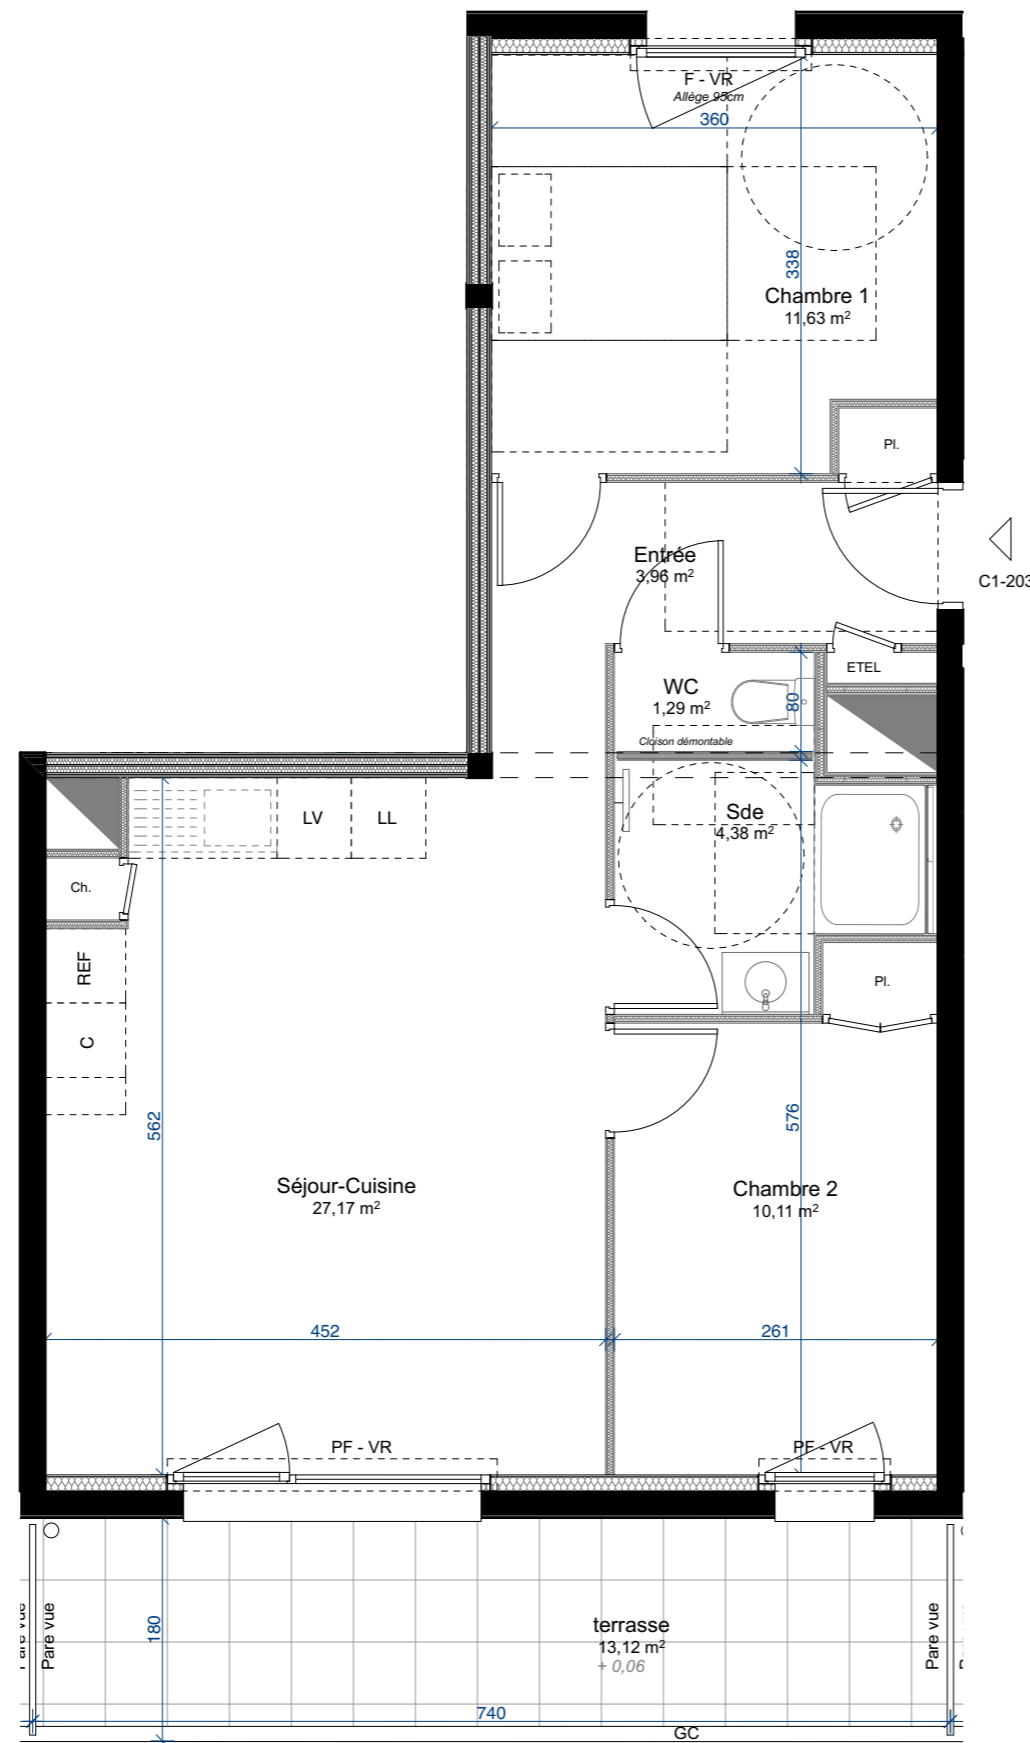 F - VR
Allège 95cm
360
338
Chambre 1
11,63 m²
Pl.
Entrée
3,96 m²
C1-203
ETEL
WC
1,29 m²
80
Cloison démontable
LV
LL
Sde
4,38 m²
Ch.
REF
C
Pl.
562
576
Séjour-Cuisine
27,17 m²
Chambre 2
10,11 m²
452
261
PF - VR
PF - VR
Pare vue
180
terrasse
13,12 m²
+ 0,06
Pare vue
740
GC